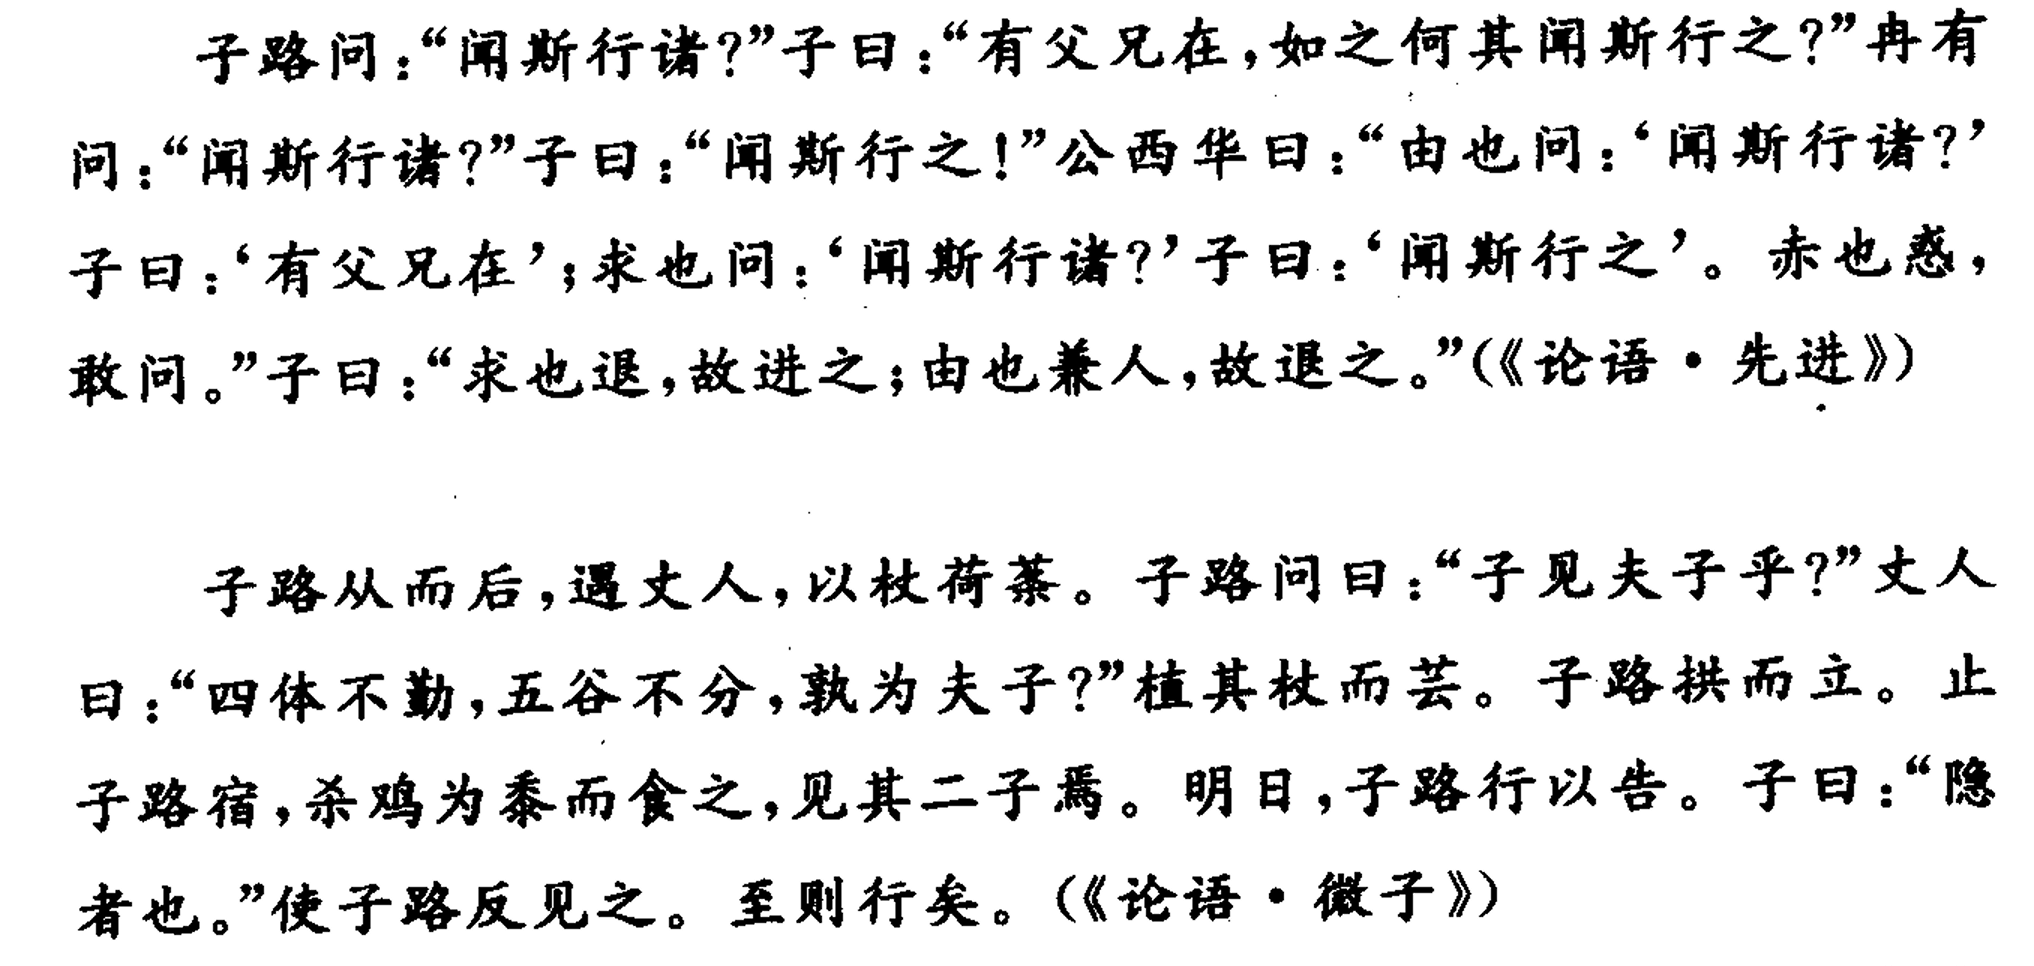 子路问：“闻斯行诸？”子曰：“有父兄在，如之何其闻斯行之？”冉有
问：“闻斯行诸？”子曰：“闻斯行之！”公西华曰：“由也问：‘闻斯行诸？’
子曰：‘有父兄在’；求也问：‘闻斯行诸？’子曰：‘闻斯行之’。赤也惑，
敢问。”子曰：“求也退，故进之；由也兼人，故退之。”（《论语·先进》）
子路从而后，遇丈人，以杖荷蓧。子路问曰：“子见夫子乎？”丈人
曰：“四体不勤，五谷不分，孰为夫子？”植其杖而芸。子路拱而立。止
子路宿，杀鸡为黍而食之，见其二子焉。明日，子路行以告。子曰：“隐
者也。”使子路反见之。至则行矣。（《论语·微子》）